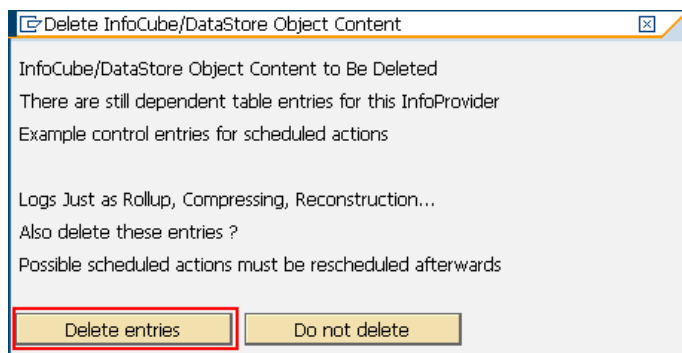 Delete InfoCube/DataStore Object Content
InfoCube/DataStore Object Content to Be Deleted
There are still dependent table entries for this InfoProvider
Example control entries for scheduled actions
Logs Just as Rollup, Compressing, Reconstruction...
Also delete these entries ?
Possible scheduled actions must be rescheduled afterwards
Delete entries Do not delete